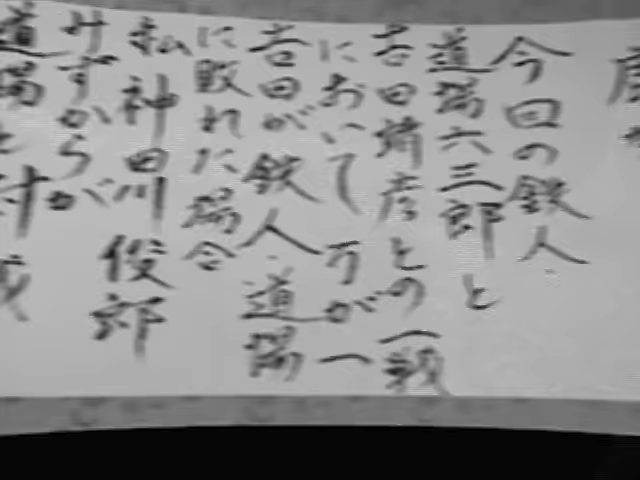 今回の鉄人
道場六三郎と
吉田靖彦との一戦
において万が一
吉田が鉄人・道場
に敗れた場合
私神田川俊郎
みずからが
道場と対戦